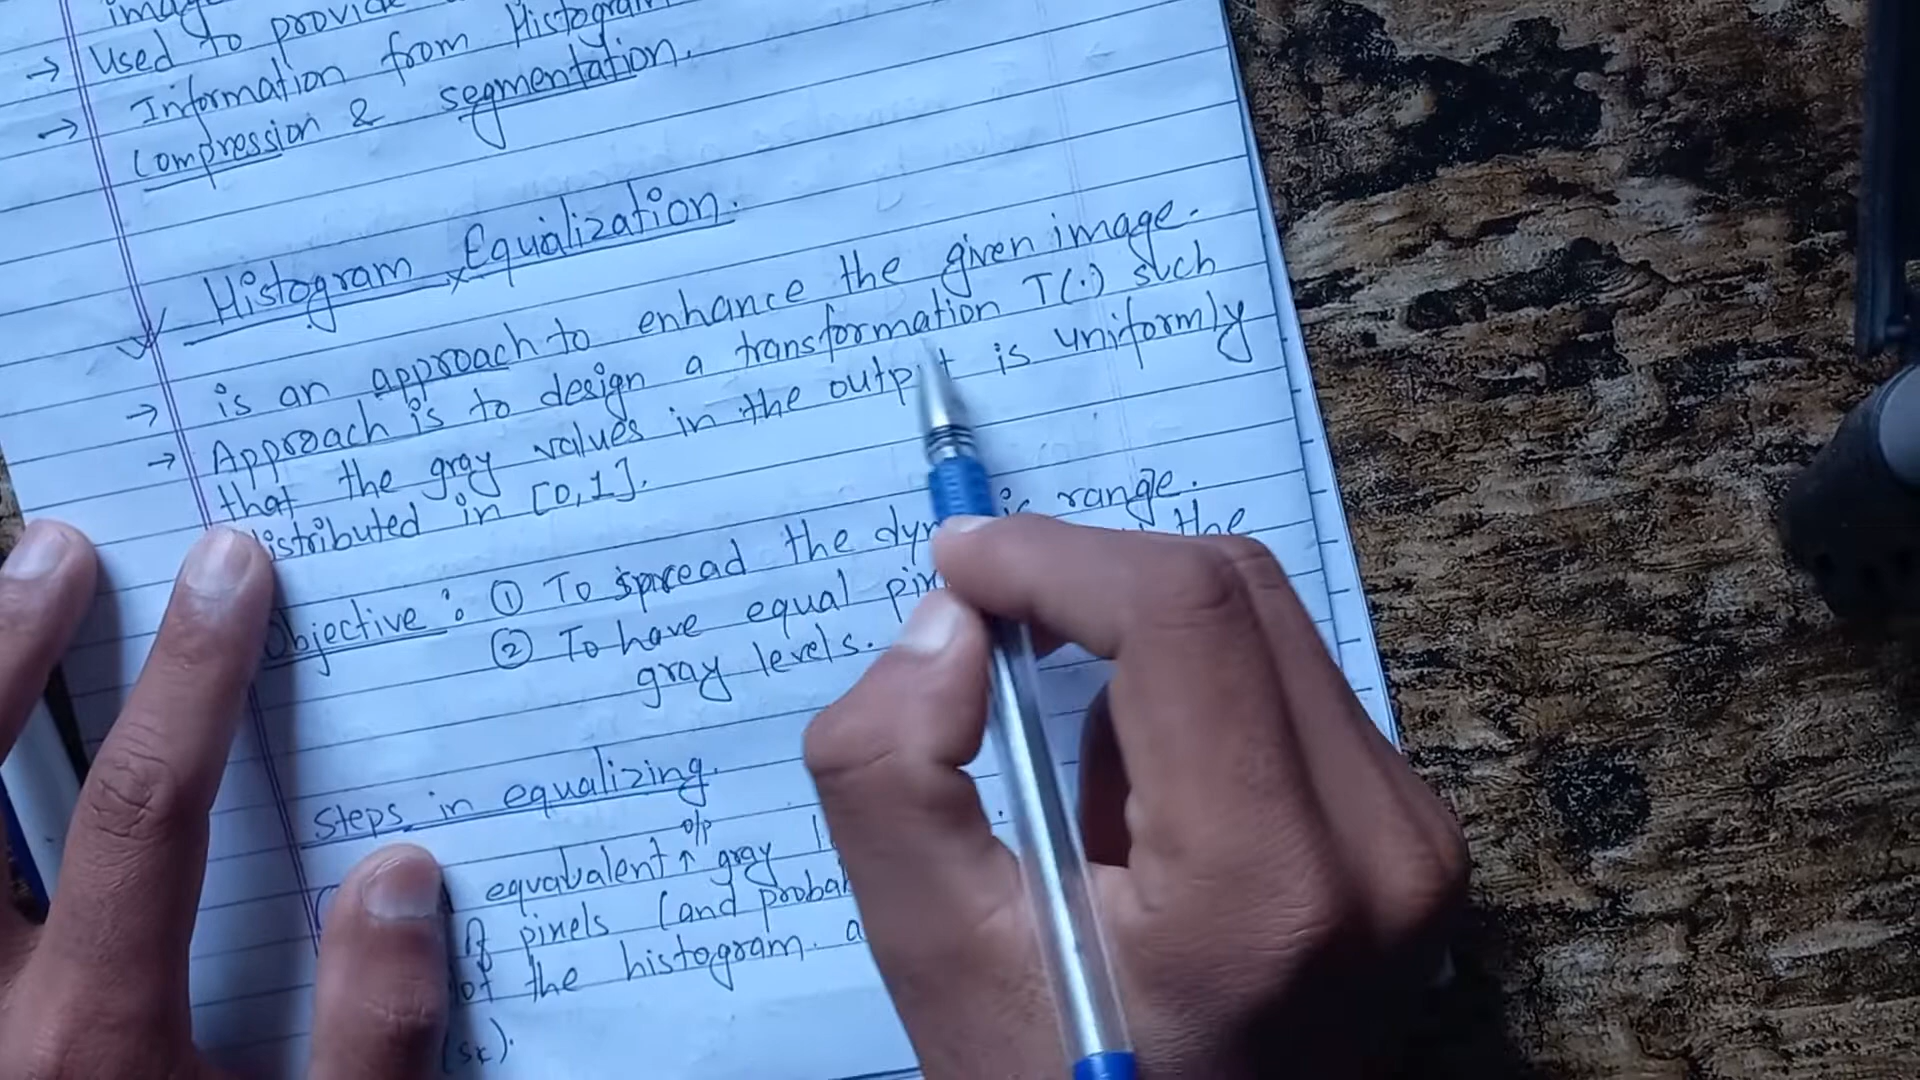 → Used to provide
→ Information from Histogram
compression & segmentation.
Histogram Equalization.
→ is an approach to enhance the given image.
→ Approach is to design a transformation T(·) such
that the gray values in the output is uniformly
distributed in [0,1].
Objective : ① To spread the range.
② To have equal the
gray levels.
Steps in equalizing.
o/p
equavalent ↑ gray
of pixels (and
of the histogram.
(sk).